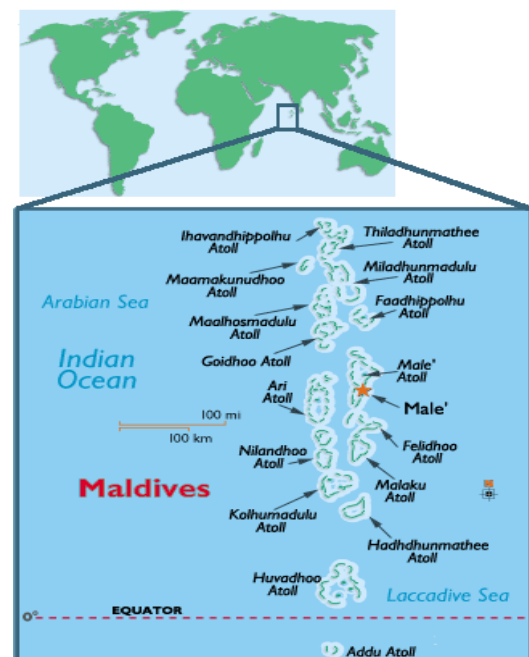 Ihavandhippolhu
Atoll
Thiladhunmathee
Atoll
Maamakunudhoo
Atoll
Miladhunmadulu
Atoll
Arabian Sea
Faadhippolhu
Atoll
Maalhosmadulu
Atoll
Indian
Ocean
Goidhoo Atoll
Male'
Atoll
Ari
Atoll
Male'
100 mi
100 km
Felidhoo
Atoll
Nilandhoo
Atoll
Maldives
Malaku
Atoll
Kolhumadulu
Atoll
Hadhdhunmathee
Atoll
Huvadhoo
Atoll
Laccadive Sea
EQUATOR
0°
Addu Atoll